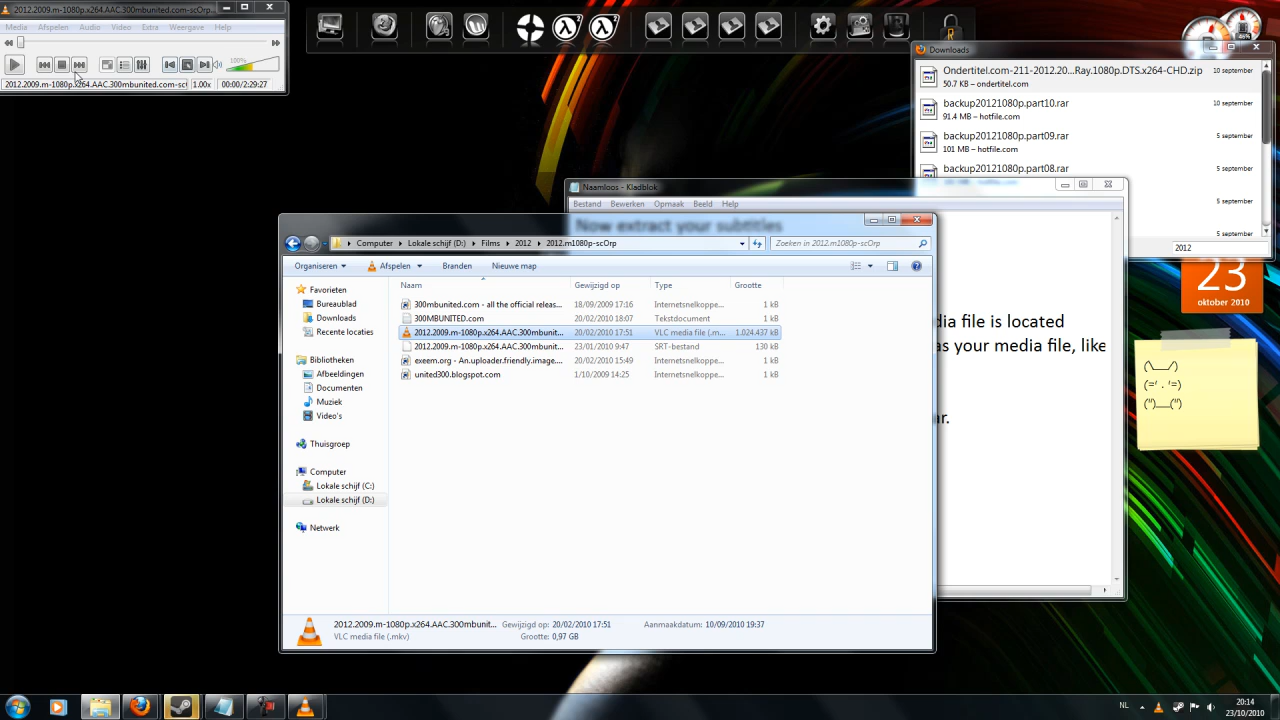 2012.2009.m-1080p.x264.AAC.300mbunited.com-scOrp...
Media Afspelen Audio Video Extra Weergave Help
100%
2012.2009.m-1080p.x264.AAC.300mbunited.com-sc
1.00x
00:00/2:29:27
46%
Downloads
Ondertitel.com-211-2012.20...Ray.1080p.DTS.x264-CHD.zip
10 september
50.7 KB – ondertitel.com
backup20121080p.part10.rar
10 september
91.4 MB – hotfile.com
backup20121080p.part09.rar
5 september
101 MB – hotfile.com
backup20121080p.part08.rar
5 september
5 september
5 september
2012
Naamloos - Kladblok
Bestand Bewerken Opmaak Beeld Help
Now extract your subtitles
dia file is located
as your media file, like
ar.
Computer Lokale schijf (D:) Films 2012 2012.m1080p-scOrp
Zoeken in 2012.m1080p-scOrp
Organiseren Afspelen Branden Nieuwe map
Naam Gewijzigd op Type Grootte
300mbunited.com - all the official releas... 18/09/2009 17:16 Internetsnelkoppe... 1 kB
300MBUNITED.com 20/02/2010 18:07 Tekstdocument 1 kB
2012.2009.m-1080p.x264.AAC.300mbunit... 20/02/2010 17:51 VLC media file (.m... 1.024.437 kB
2012.2009.m-1080p.x264.AAC.300mbunit... 23/01/2010 9:47 SRT-bestand 130 kB
exeem.org - An.uploader.friendly.image.... 20/02/2010 15:49 Internetsnelkoppe... 1 kB
united300.blogspot.com 1/10/2009 14:25 Internetsnelkoppe... 1 kB
Favorieten
Bureaublad
Downloads
Recente locaties
Bibliotheken
Afbeeldingen
Documenten
Muziek
Video's
Thuisgroep
Computer
Lokale schijf (C:)
Lokale schijf (D:)
Netwerk
2012.2009.m-1080p.x264.AAC.300mbunit... Gewijzigd op: 20/02/2010 17:51 Aanmaakdatum: 10/09/2010 19:37
VLC media file (.mkv) Grootte: 0,97 GB
23
oktober 2010
(\__/)
(=' . '=)
(")__(")
NL
20:14
23/10/2010